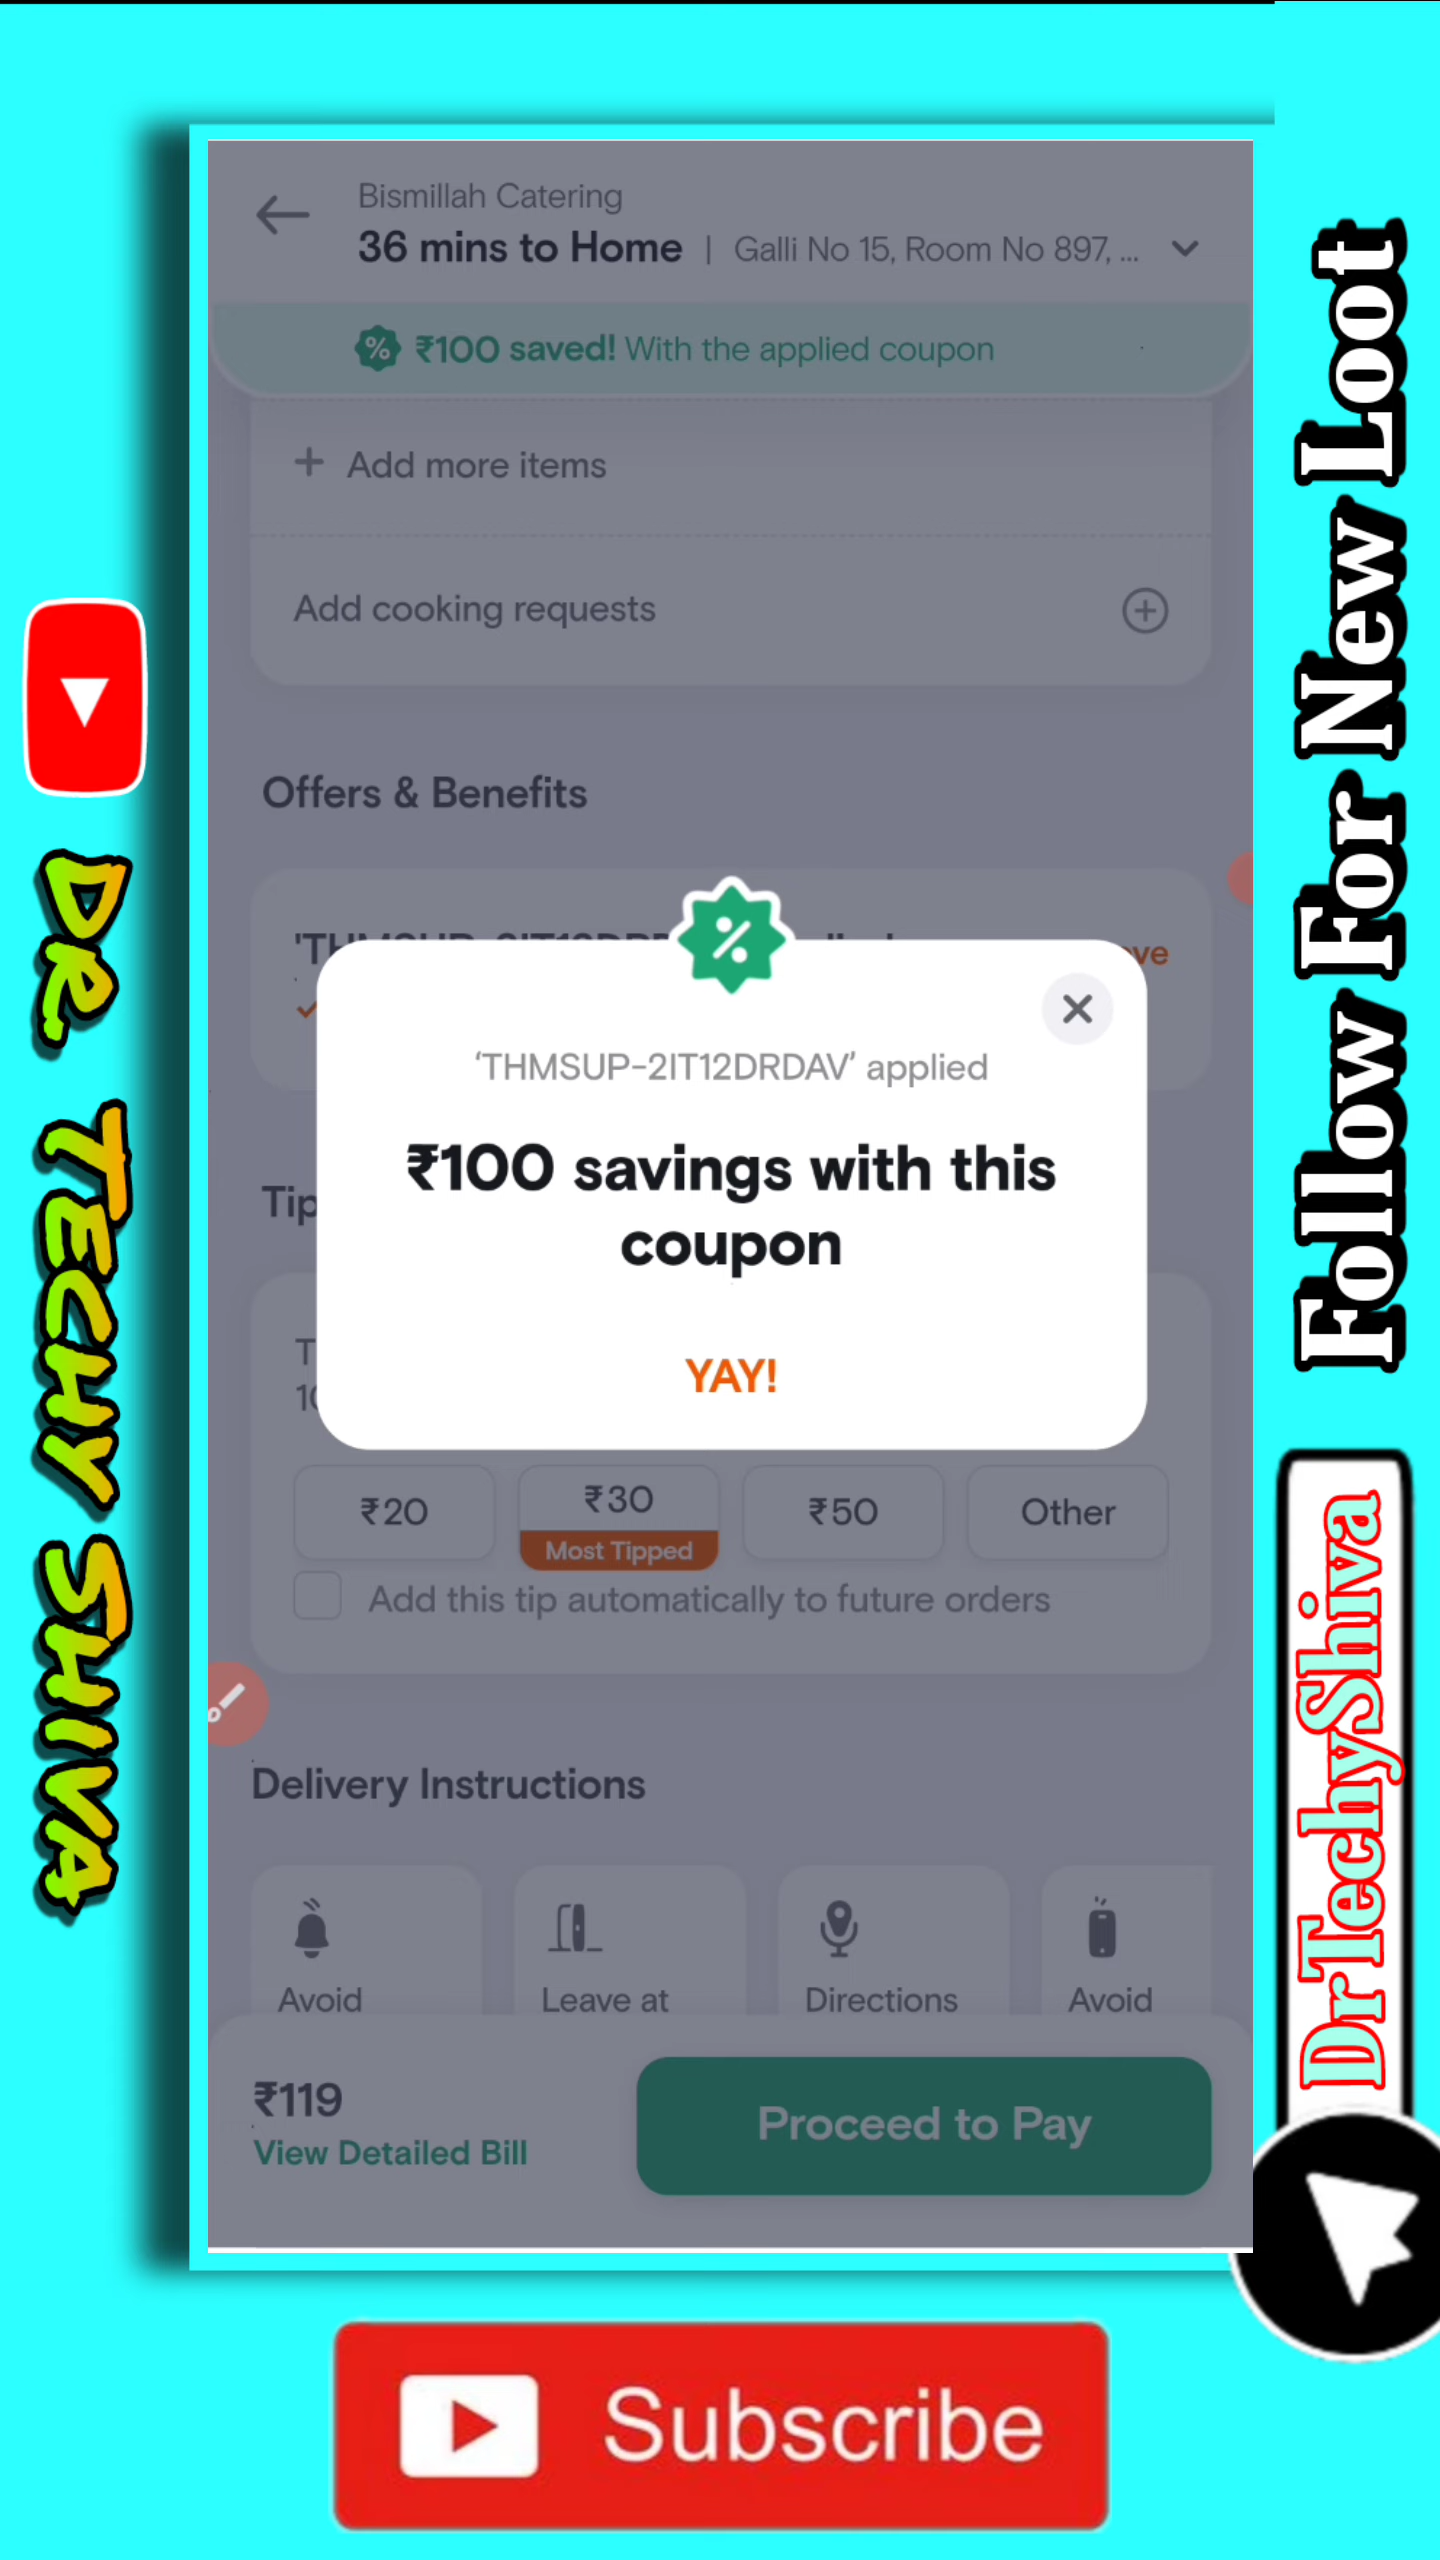 Bismillah Catering
36 mins to Home | Galli No 15, Room No 897, ...
₹100 saved! With the applied coupon
+ Add more items
Add cooking requests
Offers & Benefits
‘THMSUP-2IT12DRDAV’ applied
₹100 savings with this
coupon
YAY!
₹20
₹30
Most Tipped
₹50
Other
Add this tip automatically to future orders
Delivery Instructions
Avoid
Leave at
Directions
Avoid
₹119
View Detailed Bill
Proceed to Pay
DR TECHY SHIVA
Follow For New Loot
DrTechyShiva
Subscribe